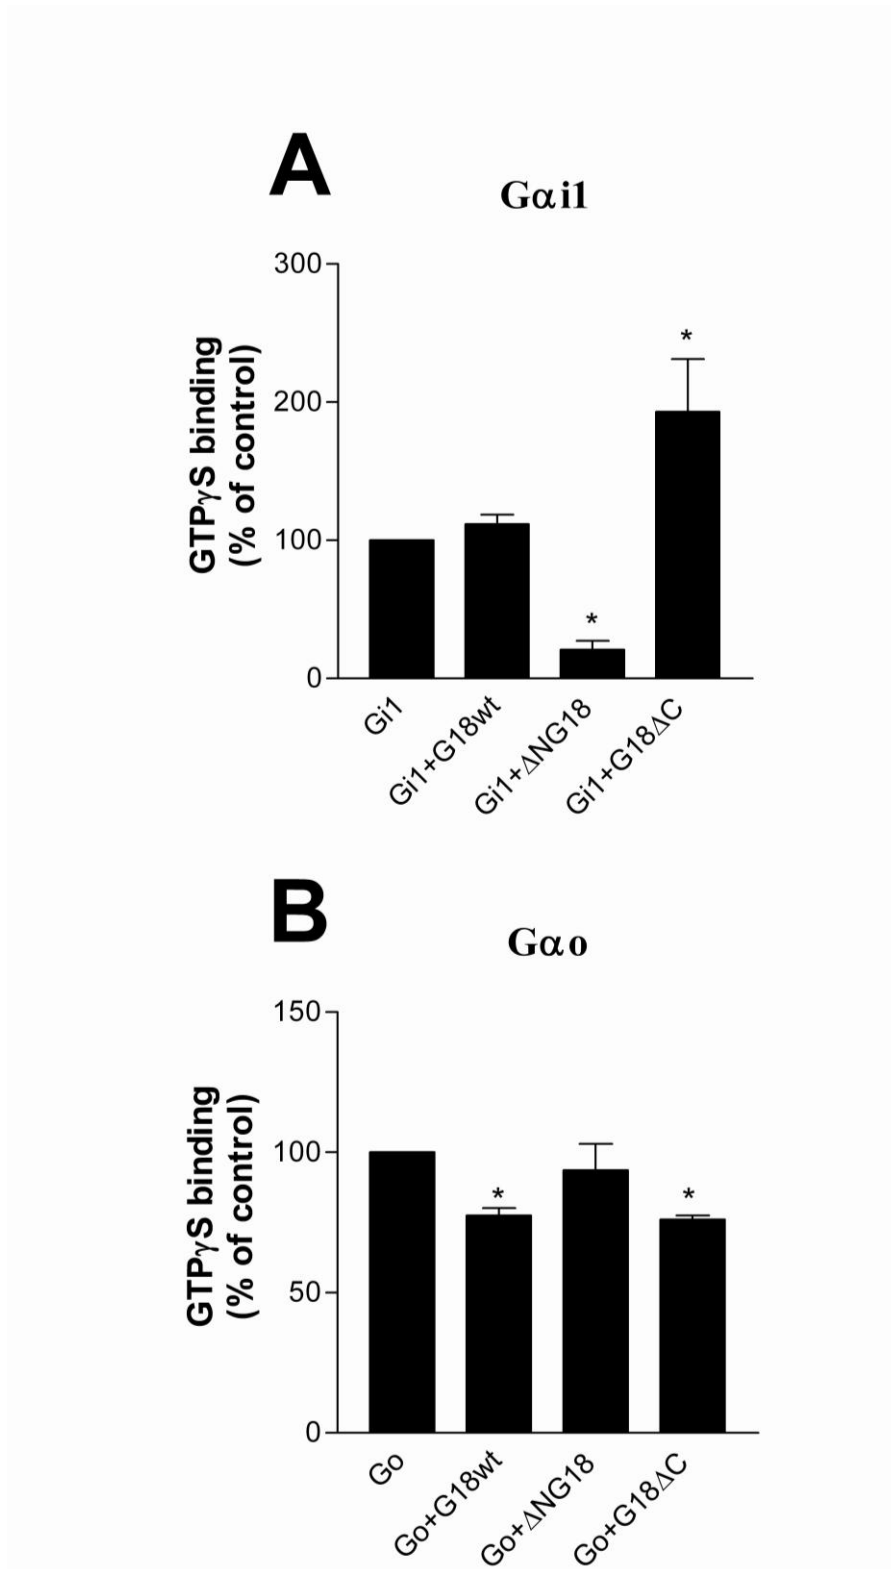 A
Gαi1
300
200
100
0
GTPγS binding
(% of control)
*
*
Gi1
Gi1+G18wt
Gi1+ΔNG18
Gi1+G18ΔC
B
Gαo
150
100
50
0
GTPγS binding
(% of control)
*
*
Go
Go+G18wt
Go+ΔNG18
Go+G18ΔC